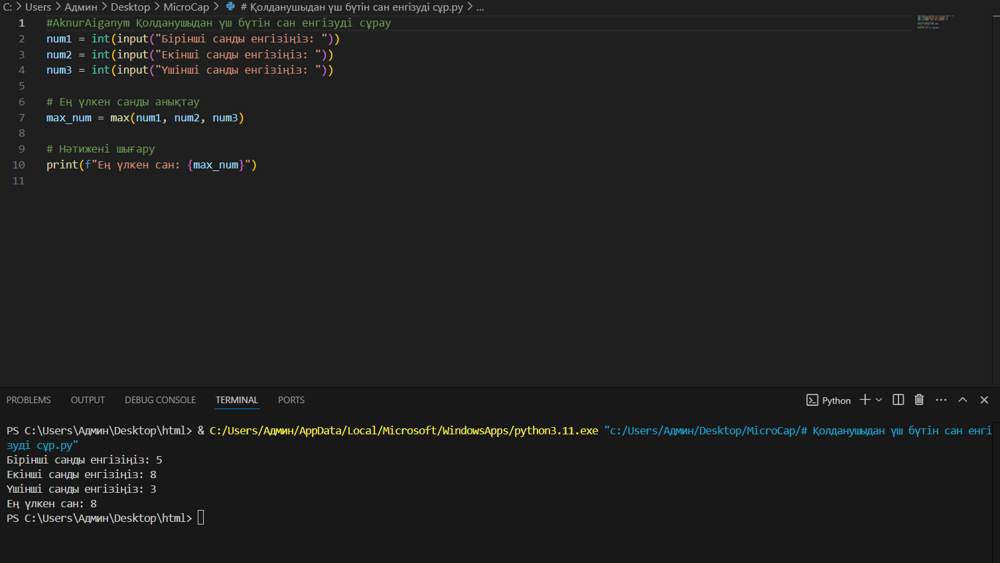 C: > Users > Админ > Desktop > MicroCap > # Қолданушыдан үш бүтін сан енгізуді сұр.py > ...
1 #AknurAiganym Қолданушыдан үш бүтін сан енгізуді сұрау
2 num1 = int(input("Бірінші санды енгізіңіз: "))
3 num2 = int(input("Екінші санды енгізіңіз: "))
4 num3 = int(input("Үшінші санды енгізіңіз: "))
5
6 # Ең үлкен санды анықтау
7 max_num = max(num1, num2, num3)
8
9 # Нәтижені шығару
10 print(f"Ең үлкен сан: {max_num}")
11
PROBLEMS OUTPUT DEBUG CONSOLE TERMINAL PORTS Python
PS C:\Users\Админ\Desktop\html> & C:/Users/Админ/AppData/Local/Microsoft/WindowsApps/python3.11.exe "c:/Users/Админ/Desktop/MicroCap/# Қолданушыдан үш бүтін сан енгі
зуді сұр.py"
Бірінші санды енгізіңіз: 5
Екінші санды енгізіңіз: 8
Үшінші санды енгізіңіз: 3
Ең үлкен сан: 8
PS C:\Users\Админ\Desktop\html>